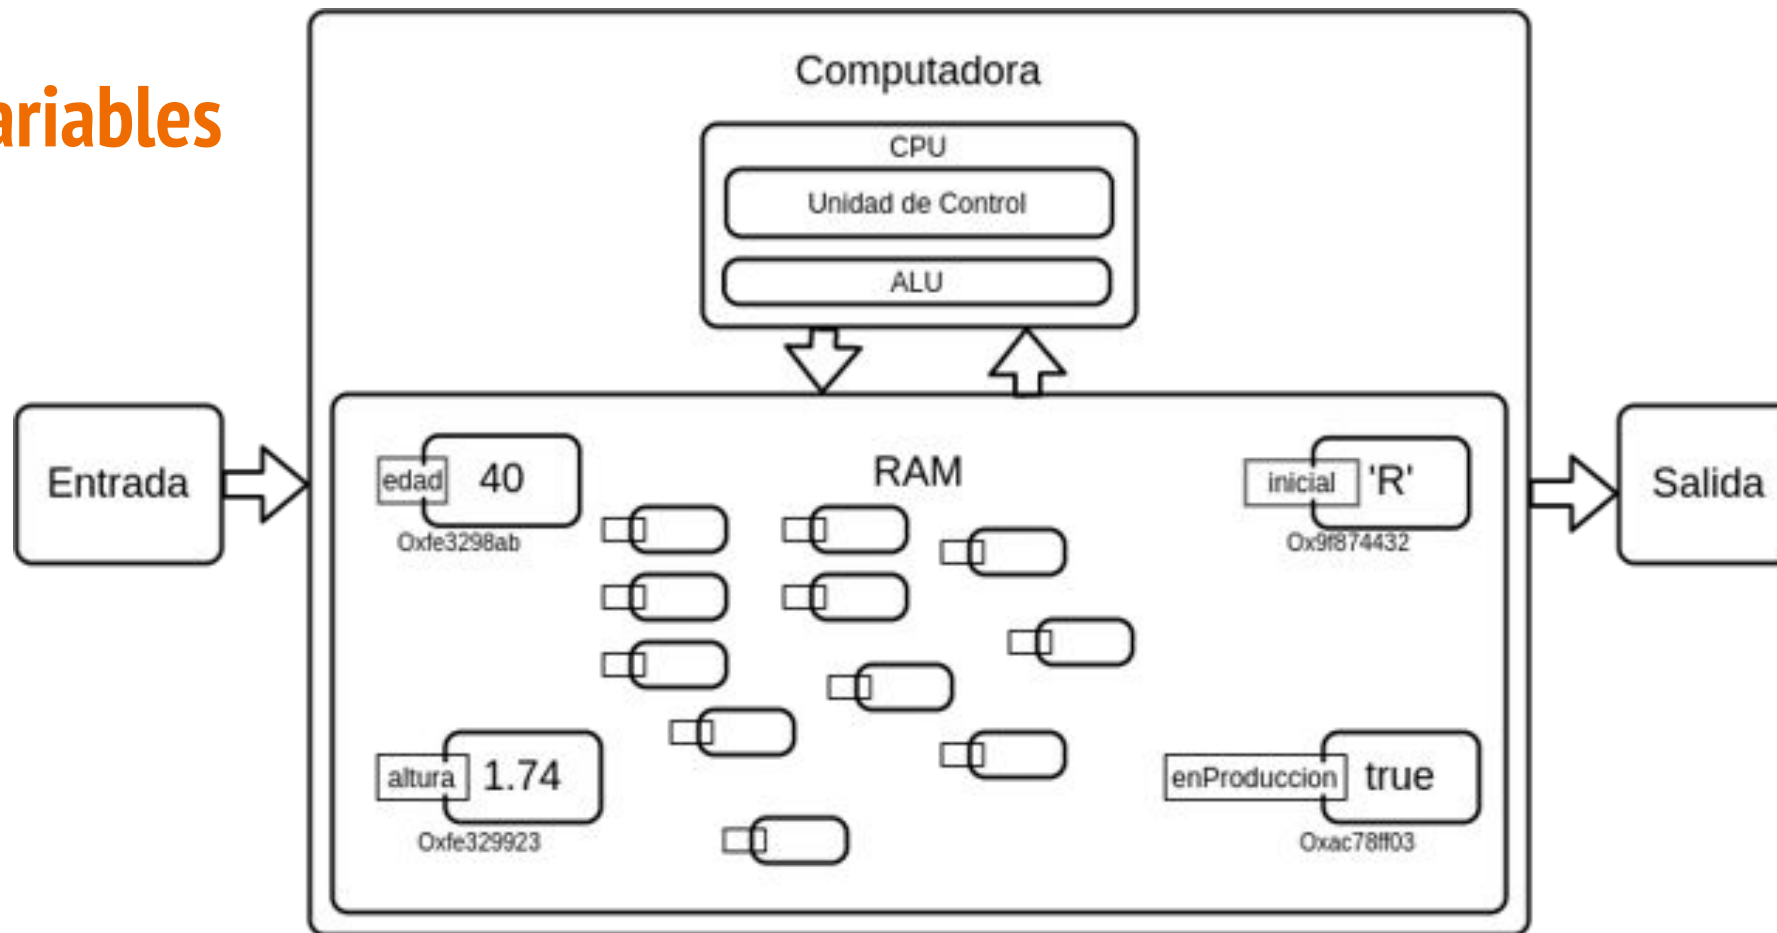 ariables
Computadora
CPU
Unidad de Control
ALU
Entrada
edad 40
Oxfe3298ab
RAM
inicial 'R'
Ox9f874432
Salida
altura 1.74
Oxfe329923
enProduccion true
Oxac78ff03